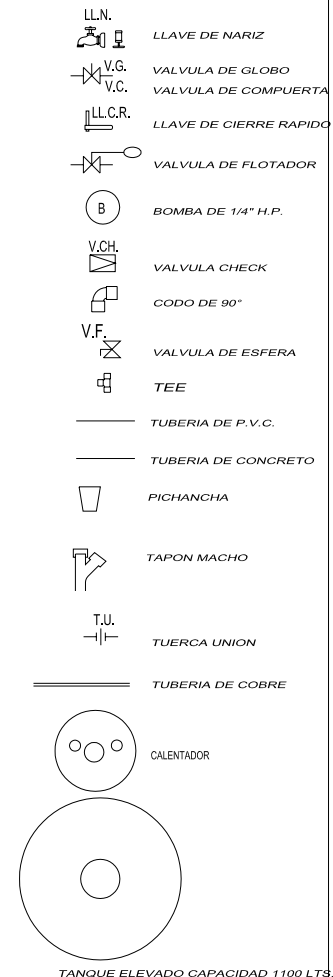 LL.N.
LLAVE DE NARIZ
V.G. VALVULA DE GLOBO
V.C. VALVULA DE COMPUERTA
LL.C.R. LLAVE DE CIERRE RAPIDO
VALVULA DE FLOTADOR
B BOMBA DE 1/4" H.P.
V.CH.
VALVULA CHECK
CODO DE 90°
V.F.
VALVULA DE ESFERA
TEE
TUBERIA DE P.V.C.
TUBERIA DE CONCRETO
PICHANCHA
TAPON MACHO
T.U.
TUERCA UNION
TUBERIA DE COBRE
CALENTADOR
TANQUE ELEVADO CAPACIDAD 1100 LTS.